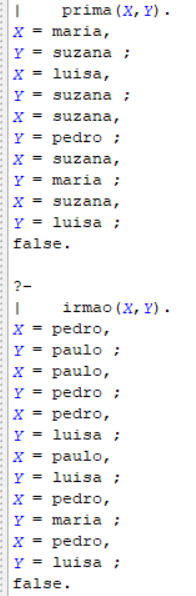 |    prima(X,Y).
X = maria,
Y = suzana ;
X = luisa,
Y = suzana ;
X = suzana,
Y = pedro ;
X = suzana,
Y = maria ;
X = suzana,
Y = luisa ;
false.

?-
|    irmao(X,Y).
X = pedro,
Y = paulo ;
X = paulo,
Y = pedro ;
X = pedro,
Y = luisa ;
X = paulo,
Y = luisa ;
X = pedro,
Y = maria ;
X = pedro,
Y = luisa ;
false.